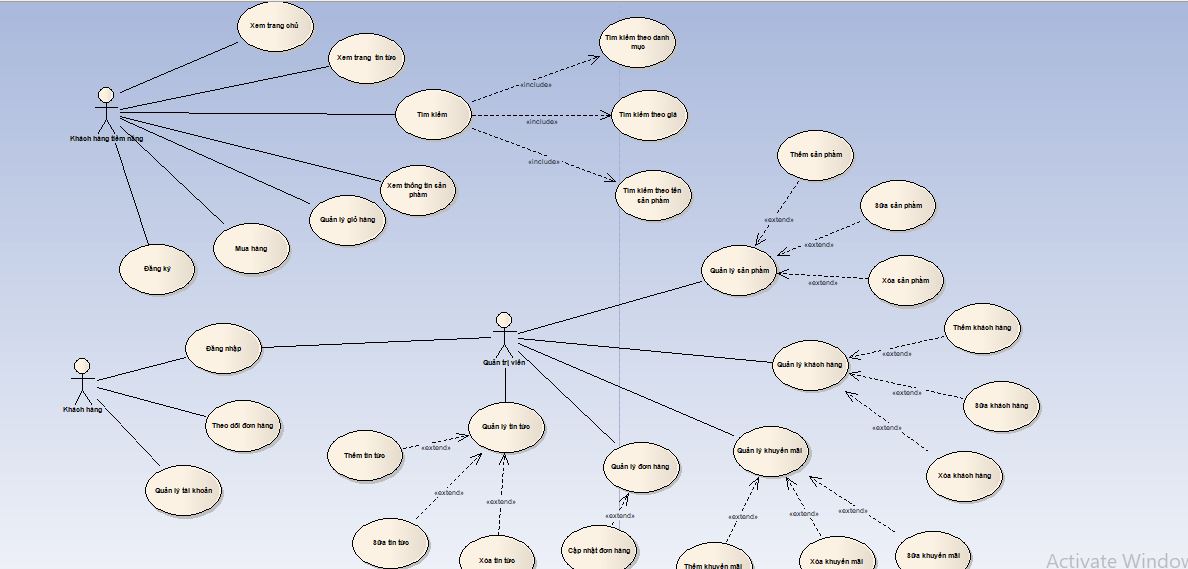 Xem trang chủ
Xem trang tin tức
Tìm kiếm theo danh
mục
«include»
Tìm kiếm
Tìm kiếm theo giá
«include»
Khách hàng tiềm năng
«include»
Thêm sản phẩm
Xem thông tin sản
phẩm
Tìm kiếm theo tên
sản phẩm
Sửa sản phẩm
Quản lý giỏ hàng
«extend»
Mua hàng
«extend»
Đăng ký
Quản lý sản phẩm
Xóa sản phẩm
«extend»
Thêm khách hàng
Đăng nhập
«extend»
Quản trị viên
Quản lý khách hàng
«extend»
Khách hàng
Sửa khách hàng
Theo dõi đơn hàng
Quản lý tin tức
«extend»
«extend»
Quản lý khuyến mãi
Thêm tin tức
Quản lý đơn hàng
Xóa khách hàng
Quản lý tài khoản
«extend»
«extend»
«extend»
«extend»
«extend»
«extend»
Sửa tin tức
Cập nhật đơn hàng
Sửa khuyến mãi
Xóa tin tức
Xóa khuyến mãi
Thêm khuyến mãi
Activate Window